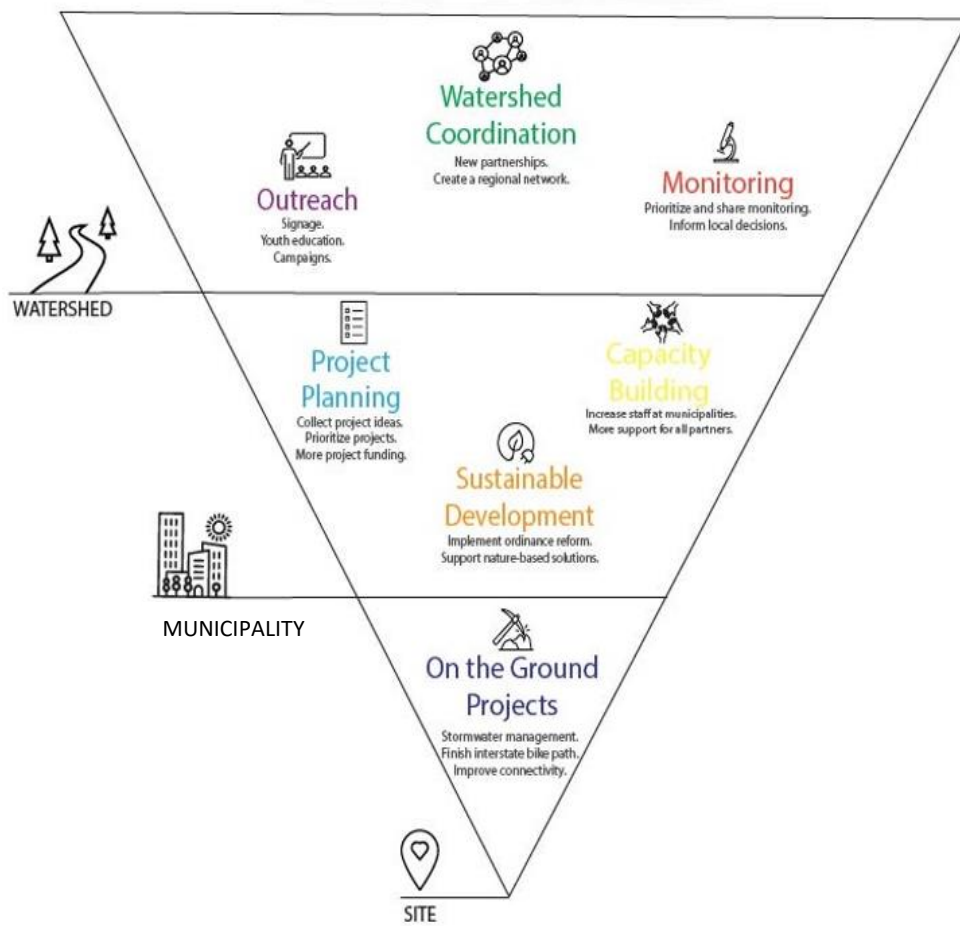 Watershed
Coordination
New partnerships.
Create a regional network.
Outreach
Signage.
Youth education.
Campaigns.
Monitoring
Prioritize and share monitoring.
Inform local decisions.
WATERSHED
Project
Planning
Collect project ideas.
Prioritize projects.
More project funding.
Capacity
Building
Increase staff at municipalities.
More support for all partners.
Sustainable
Development
Implement ordinance reform.
Support nature-based solutions.
MUNICIPALITY
On the Ground
Projects
Stormwater management.
Finish interstate bike path.
Improve connectivity.
SITE